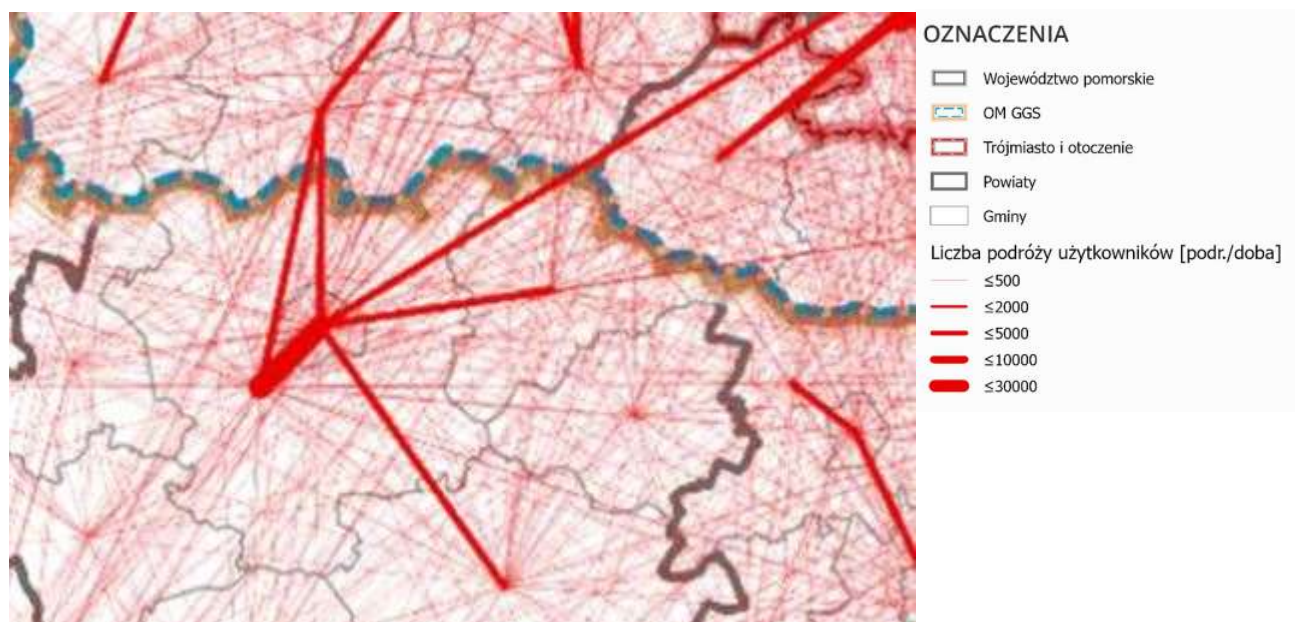 OZNACZENIA
Województwo pomorskie
OM GGS
Trójmiasto i otoczenie
Powiaty
Gminy
Liczba podróży użytkowników [podr./doba]
≤500
≤2000
≤5000
≤10000
≤30000